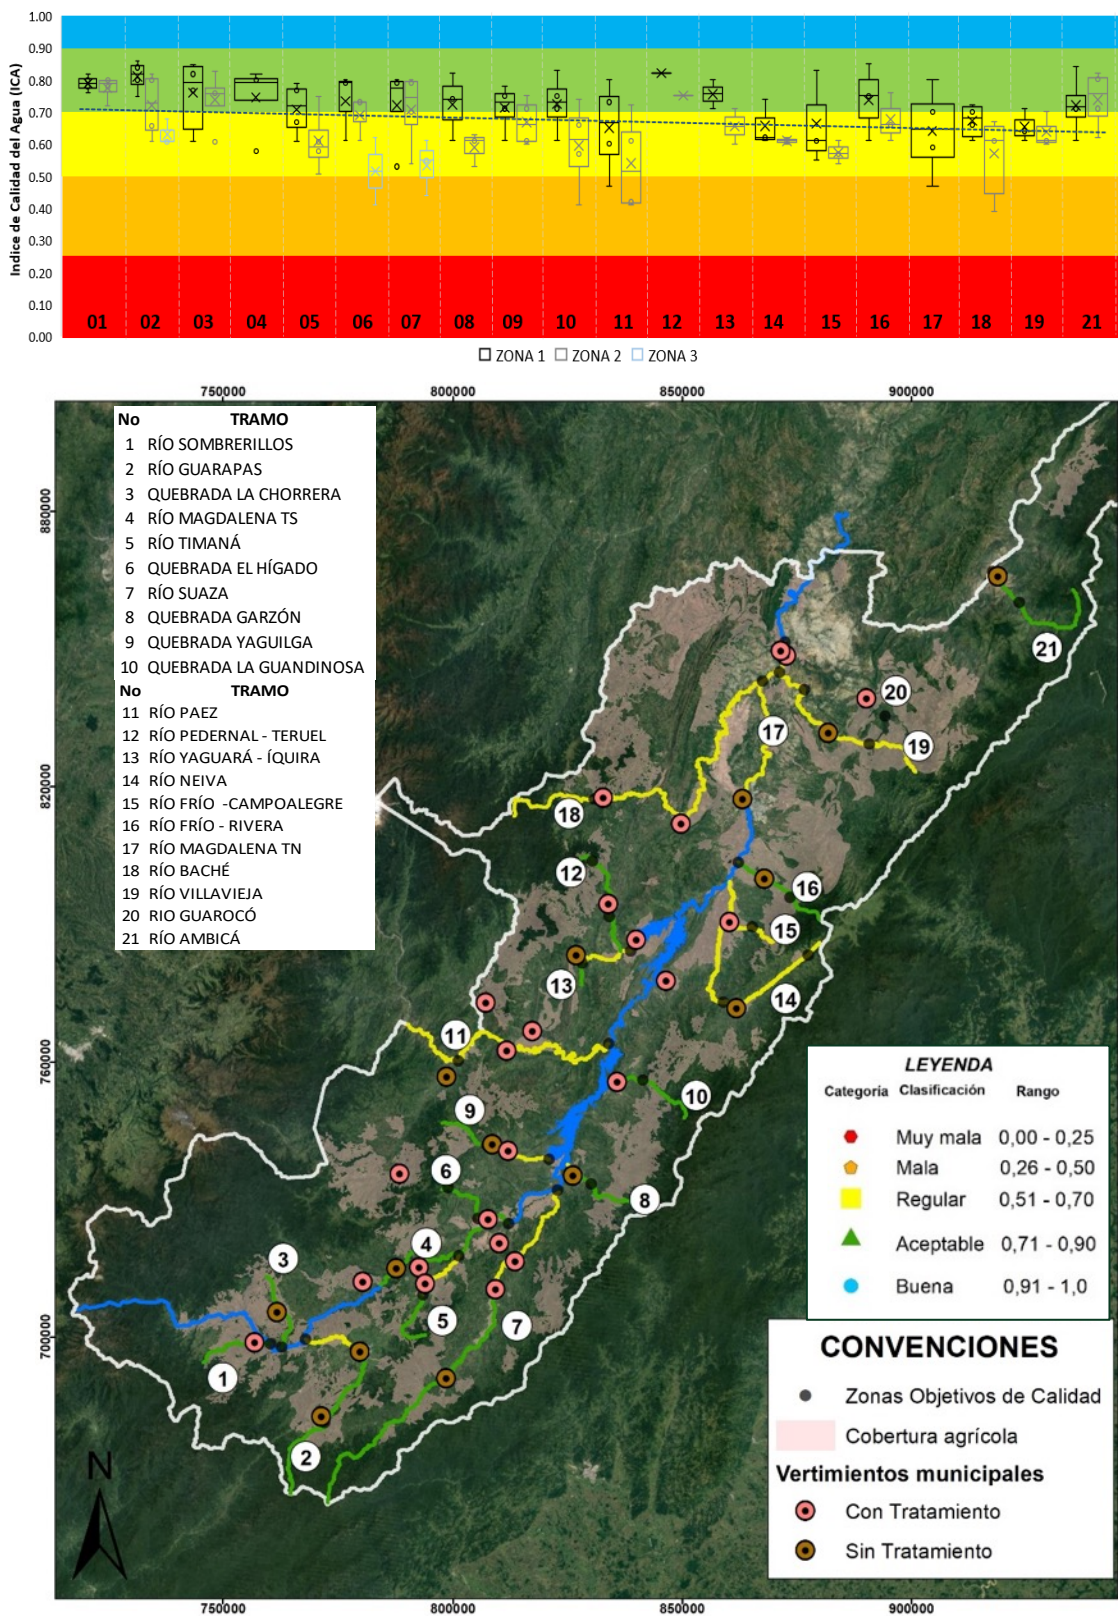 Indice de Calidad del Agua (ICA)
1.00
0.90
0.80
0.70
0.60
0.50
0.40
0.30
0.20
0.10
0.00
01 02 03 04 05 06 07 08 09 10 11 12 13 14 15 16 17 18 19 21
ZONA 1 ZONA 2 ZONA 3
750000 800000 850000 900000
No TRAMO
1 RÍO SOMBRERILLOS
2 RÍO GUARAPAS
3 QUEBRADA LA CHORRERA
4 RÍO MAGDALENA TS
5 RÍO TIMANÁ
6 QUEBRADA EL HÍGADO
7 RÍO SUAZA
8 QUEBRADA GARZÓN
9 QUEBRADA YAGUILGA
10 QUEBRADA LA GUANDINOSA
No TRAMO
11 RÍO PAEZ
12 RÍO PEDERNAL - TERUEL
13 RÍO YAGUARÁ - ÍQUIRA
14 RÍO NEIVA
15 RÍO FRÍO -CAMPOALEGRE
16 RÍO FRÍO - RIVERA
17 RÍO MAGDALENA TN
18 RÍO BACHÉ
19 RÍO VILLAVIEJA
20 RIO GUAROCÓ
21 RÍO AMBICÁ
880000
820000
760000
700000
21
20
17
19
18
12
16
15
13
14
11
10
9
6
8
3
4
5
7
1
2
N
LEYENDA
Categoría Clasificación Rango
Muy mala 0,00 - 0,25
Mala 0,26 - 0,50
Regular 0,51 - 0,70
Aceptable 0,71 - 0,90
Buena 0,91 - 1,0
CONVENCIONES
Zonas Objetivos de Calidad
Cobertura agrícola
Vertimientos municipales
Con Tratamiento
Sin Tratamiento
750000 800000 850000 900000